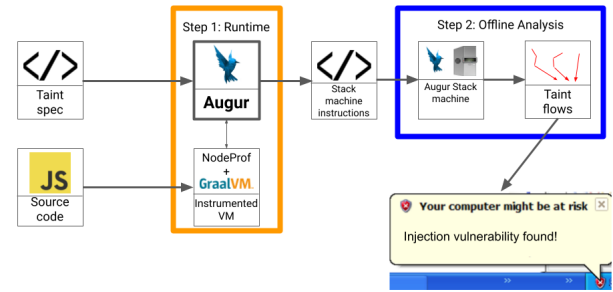 Step 1: Runtime
Step 2: Offline Analysis
Taint
spec
Augur
Stack
machine
instructions
Augur Stack
machine
Taint
flows
JS
Source
code
NodeProf
+
GraalVM.
Instrumented
VM
Your computer might be at risk
Injection vulnerability found!